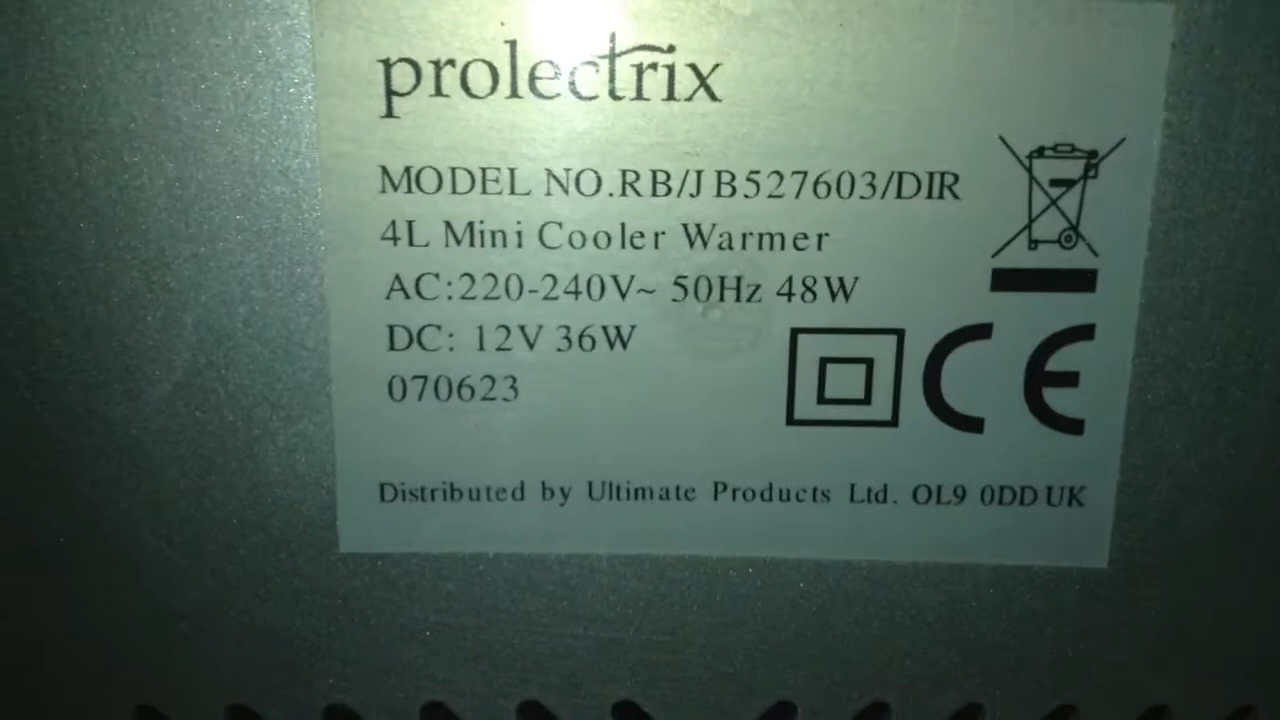 prolectrix
MODEL NO.RB/JB527603/DIR
4L Mini Cooler Warmer
AC:220-240V~ 50Hz 48W
DC: 12V 36W
070623
CE
Distributed by Ultimate Products Ltd. OL9 0DD UK